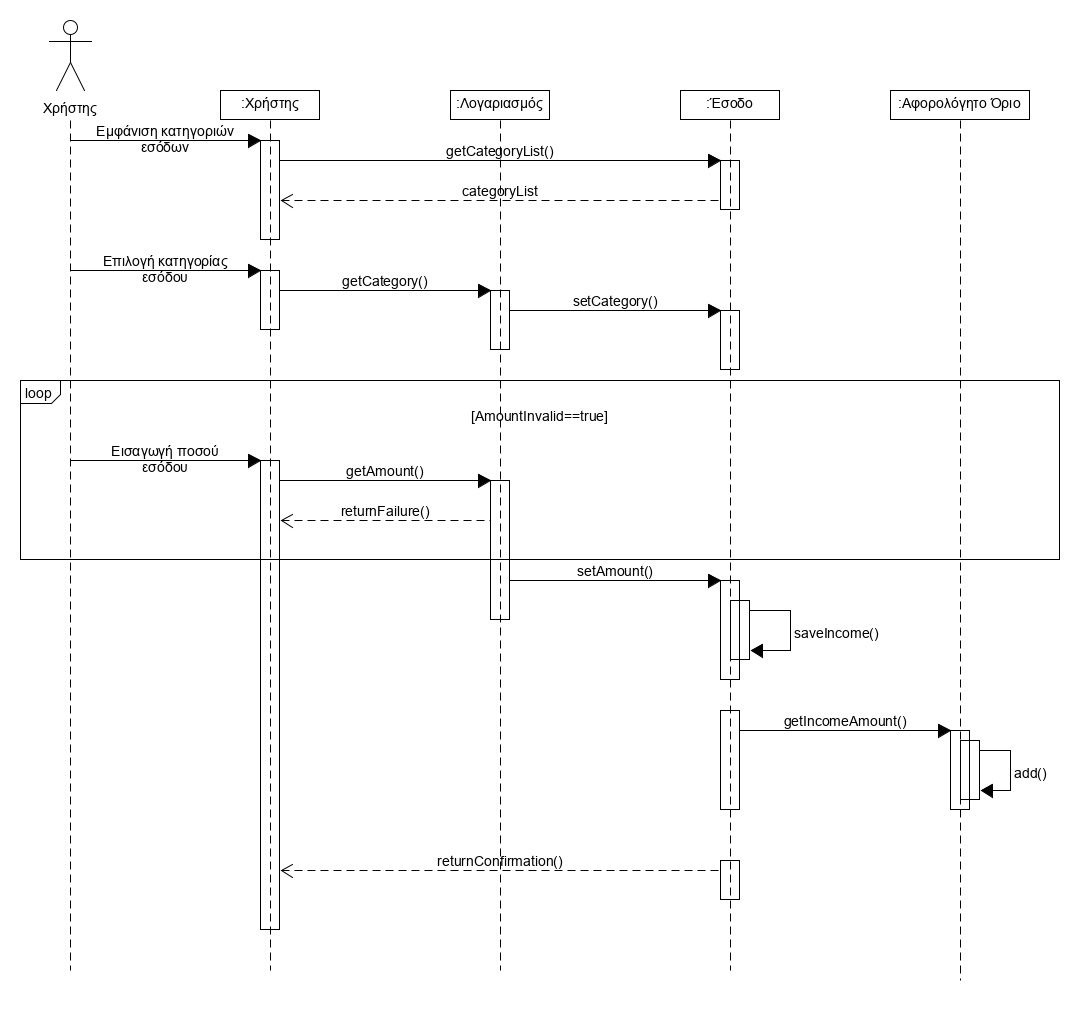 Χρήστης
:Χρήστης
:Λογαριασμός
:Έσοδο
:Αφορολόγητο Όριο
Εμφάνιση κατηγοριών
εσόδων
getCategoryList()
categoryList
Επιλογή κατηγορίας
εσόδου
getCategory()
setCategory()
loop
[AmountInvalid==true]
Εισαγωγή ποσού
εσόδου
getAmount()
returnFailure()
setAmount()
saveIncome()
getIncomeAmount()
add()
returnConfirmation()